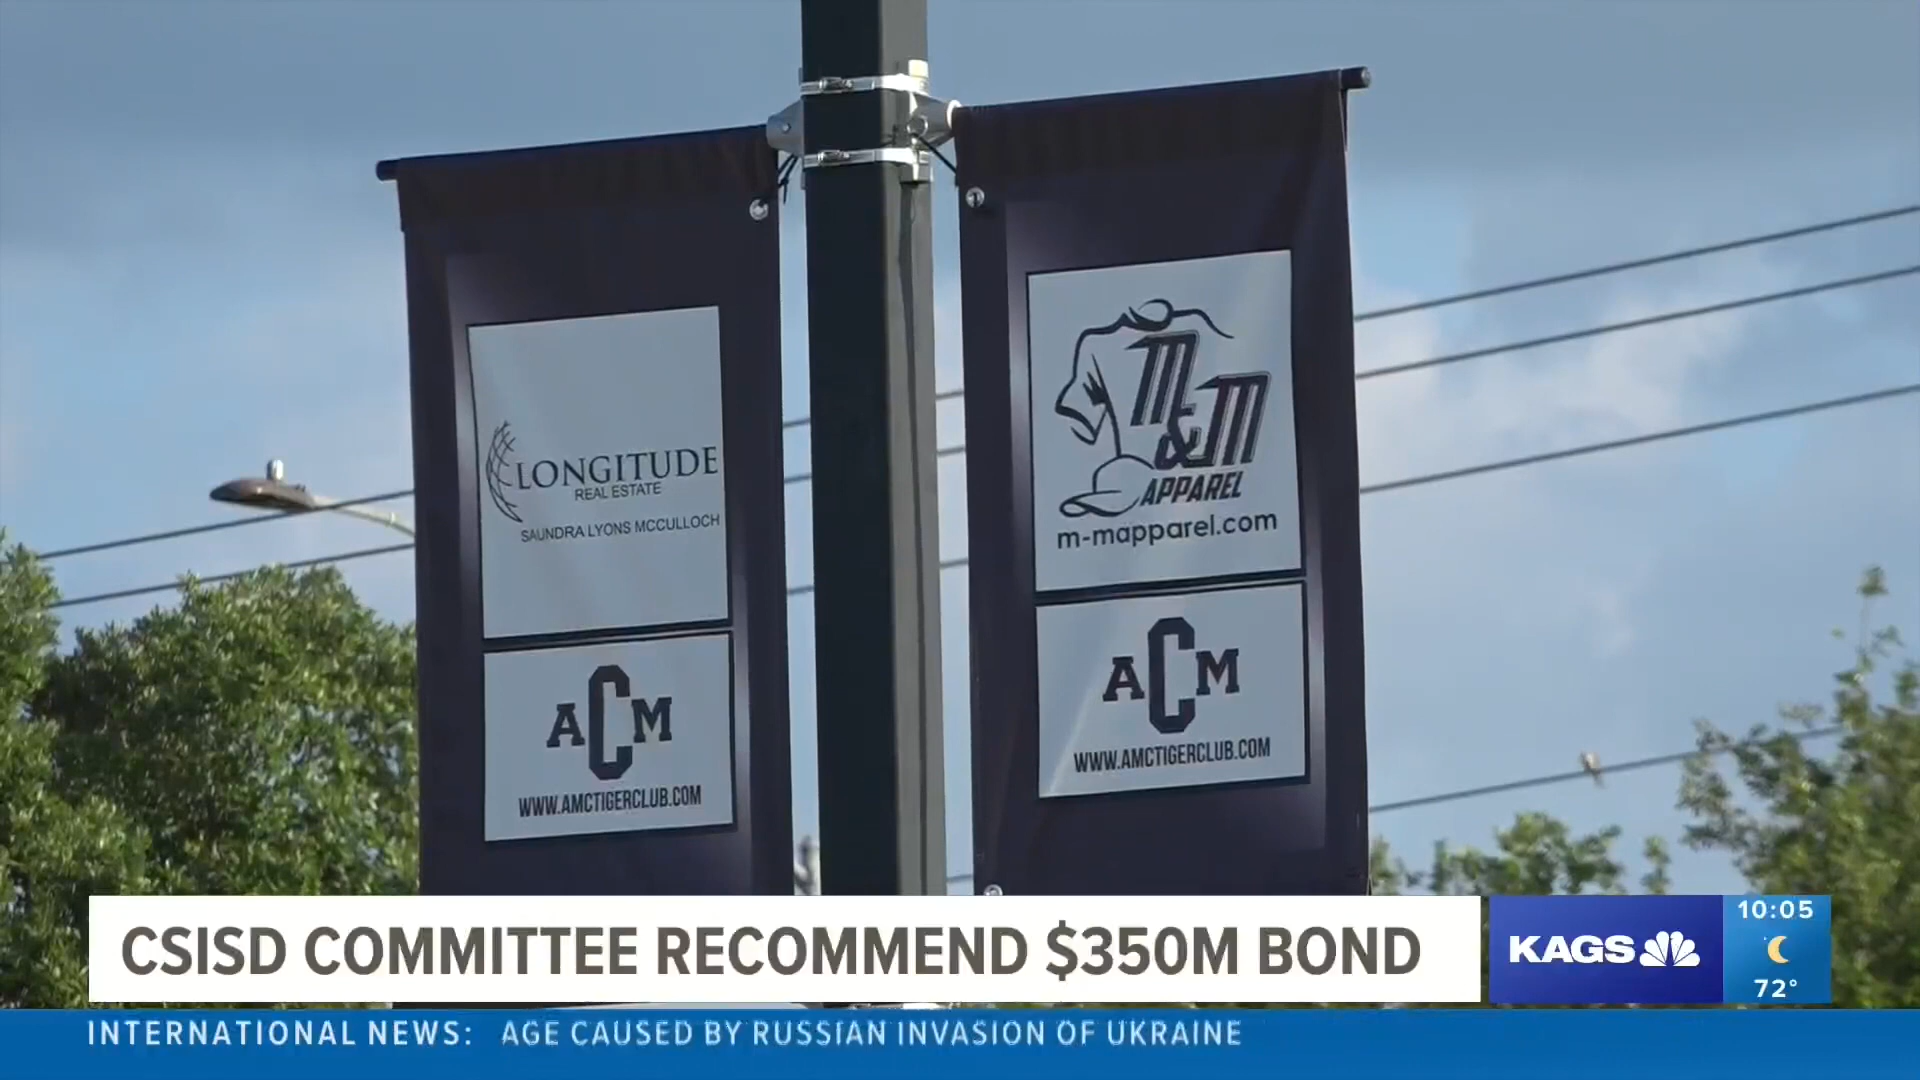 LONGITUDE
REAL ESTATE
SAUNDRA LYONS MCCULLOCH
ACM
WWW.AMCTIGERCLUB.COM
M&M
APPAREL
m-mapparel.com
ACM
WWW.AMCTIGERCLUB.COM
CSISD COMMITTEE RECOMMEND $350M BOND
KAGS
10:05
72°
INTERNATIONAL NEWS: AGE CAUSED BY RUSSIAN INVASION OF UKRAINE